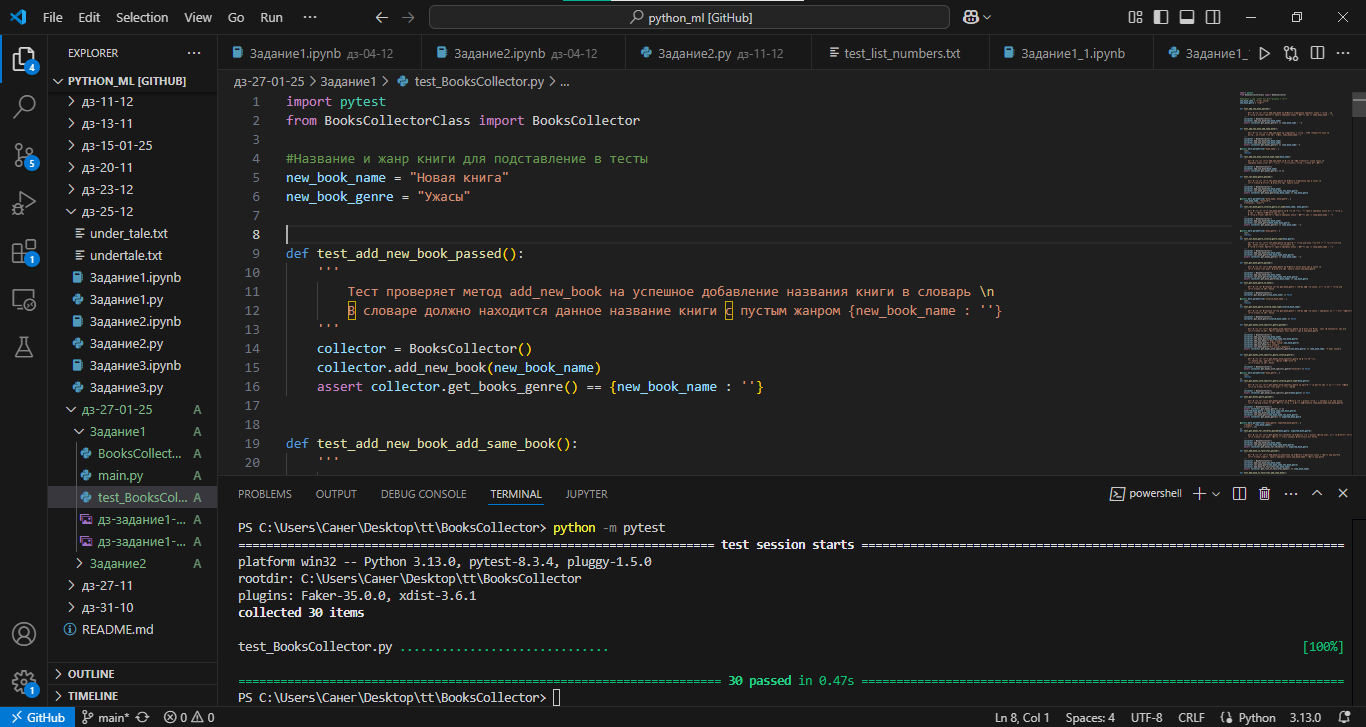 File Edit Selection View Go Run ···
python_ml [GitHub]
EXPLORER ···
PYTHON_ML [GITHUB]
дз-11-12
дз-13-11
дз-15-01-25
дз-20-11
дз-23-12
дз-25-12
under_tale.txt
undertale.txt
Задание1.ipynb
Задание1.py
Задание2.ipynb
Задание2.py
Задание3.ipynb
Задание3.py
дз-27-01-25 A
Задание1 A
BooksCollect... A
main.py A
test_BooksCol... A
дз-задание1-... A
дз-задание1-... A
Задание2 A
дз-27-11
дз-31-10
README.md
OUTLINE
TIMELINE
4
5
1
1
Задание1.ipynb дз-04-12 Задание2.ipynb дз-04-12 Задание2.py дз-11-12 test_list_numbers.txt Задание1_1.ipynb Задание1_
дз-27-01-25 > Задание1 > test_BooksCollector.py > ...
1 import pytest
2 from BooksCollectorClass import BooksCollector
3
4 #Название и жанр книги для подставление в тесты
5 new_book_name = "Новая книга"
6 new_book_genre = "Ужасы"
7
8
9 def test_add_new_book_passed():
10 '''
11 Тест проверяет метод add_new_book на успешное добавление названия книги в словарь \n
12 В словаре должно находится данное название книги с пустым жанром {new_book_name : ''}
13 '''
14 collector = BooksCollector()
15 collector.add_new_book(new_book_name)
16 assert collector.get_books_genre() == {new_book_name : ''}
17
18
19 def test_add_new_book_add_same_book():
20 '''
PROBLEMS OUTPUT DEBUG CONSOLE TERMINAL JUPYTER
powershell
PS C:\Users\Санег\Desktop\tt\BooksCollector> python -m pytest
==================================================================== test session starts =====================================================================
platform win32 -- Python 3.13.0, pytest-8.3.4, pluggy-1.5.0
rootdir: C:\Users\Санег\Desktop\tt\BooksCollector
plugins: Faker-35.0.0, xdist-3.6.1
collected 30 items
test_BooksCollector.py .............................. [100%]
===================================================================== 30 passed in 0.47s =====================================================================
PS C:\Users\Санег\Desktop\tt\BooksCollector>
GitHub main* 0 0 Ln 8, Col 1 Spaces: 4 UTF-8 CRLF Python 3.13.0